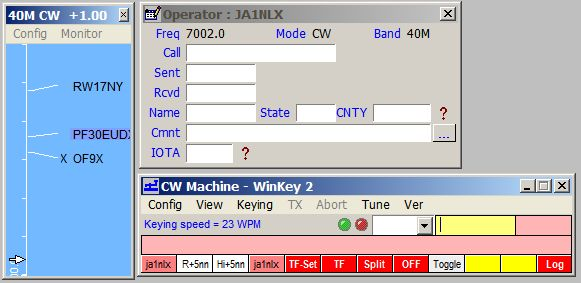 40M CW +1.00
Config Monitor
RW17NY
PF30EUD
X OF9X
00
Operator : JA1NLX
Freq 7002.0 Mode CW Band 40M
Call
Sent
Rcvd
Name State CNTY ?
Cmnt ...
IOTA ?
CW Machine - WinKey 2
Config View Keying TX Abort Tune Ver
Keying speed = 23 WPM
ja1nlx R+5nn Hi+5nn ja1nlx TF-Set TF Split OFF Toggle Log